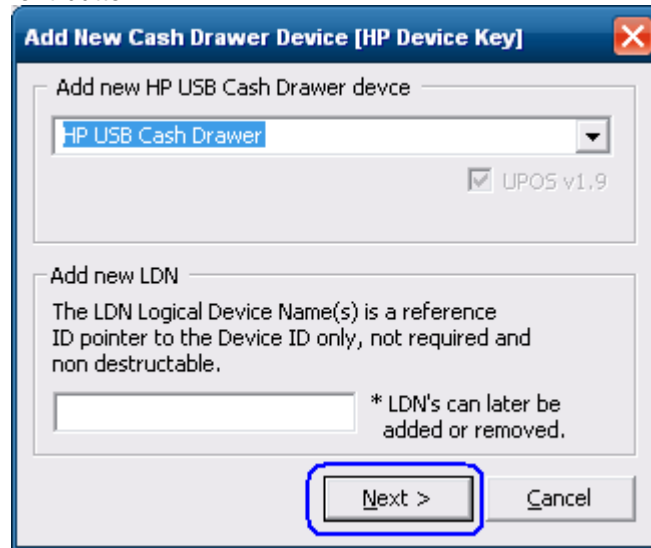 Add New Cash Drawer Device [HP Device Key]
Add new HP USB Cash Drawer devce
HP USB Cash Drawer
UPOS v1.9
Add new LDN
The LDN Logical Device Name(s) is a reference
ID pointer to the Device ID only, not required and
non destructable.
* LDN's can later be
added or removed.
Next >
Cancel